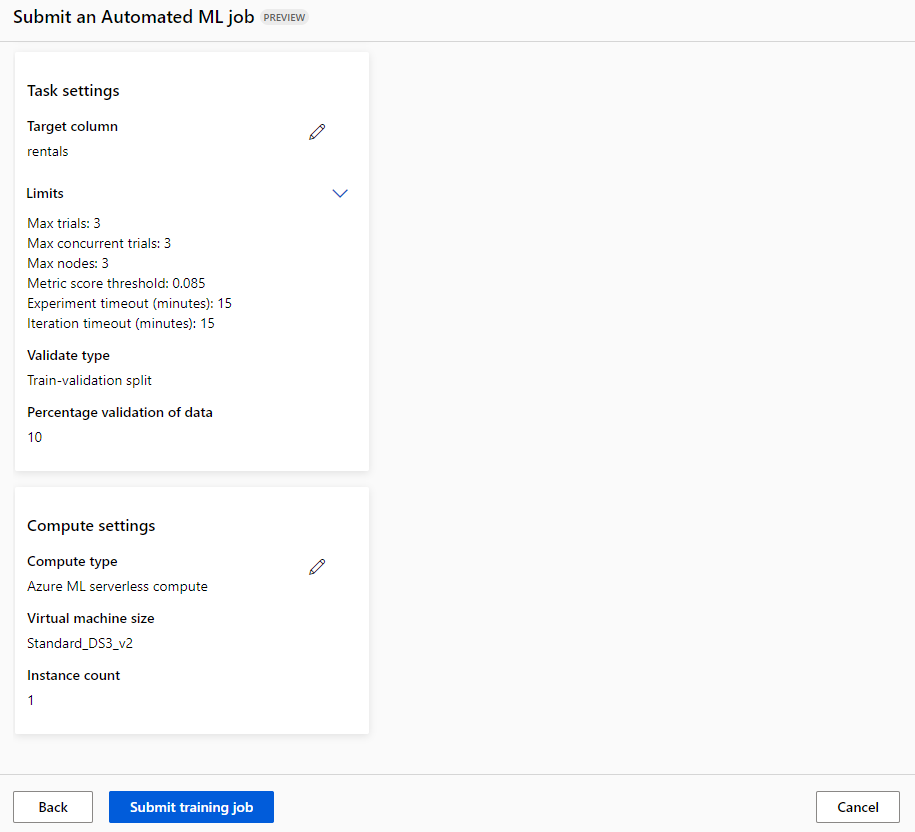 Submit an Automated ML job PREVIEW
Task settings
Target column
rentals
Limits
Max trials: 3
Max concurrent trials: 3
Max nodes: 3
Metric score threshold: 0.085
Experiment timeout (minutes): 15
Iteration timeout (minutes): 15
Validate type
Train-validation split
Percentage validation of data
10
Compute settings
Compute type
Azure ML serverless compute
Virtual machine size
Standard_DS3_v2
Instance count
1
Back Submit training job Cancel